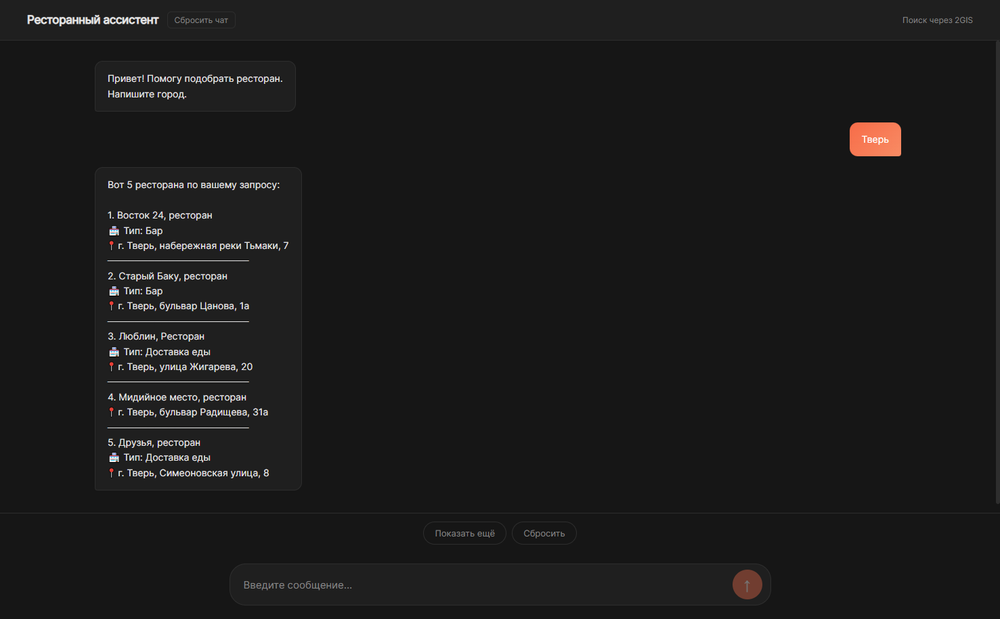 Ресторанный ассистент
Сбросить чат
Поиск через 2GIS
Привет! Помогу подобрать ресторан.
Напишите город.
Тверь
Вот 5 ресторана по вашему запросу:
1. Восток 24, ресторан
Тип: Бар
г. Тверь, набережная реки Тьмаки, 7
2. Старый Баку, ресторан
Тип: Бар
г. Тверь, бульвар Цанова, 1а
3. Люблин, Ресторан
Тип: Доставка еды
г. Тверь, улица Жигарева, 20
4. Мидийное место, ресторан
г. Тверь, бульвар Радищева, 31а
5. Друзья, ресторан
Тип: Доставка еды
г. Тверь, Симеоновская улица, 8
Показать ещё
Сбросить
Введите сообщение...